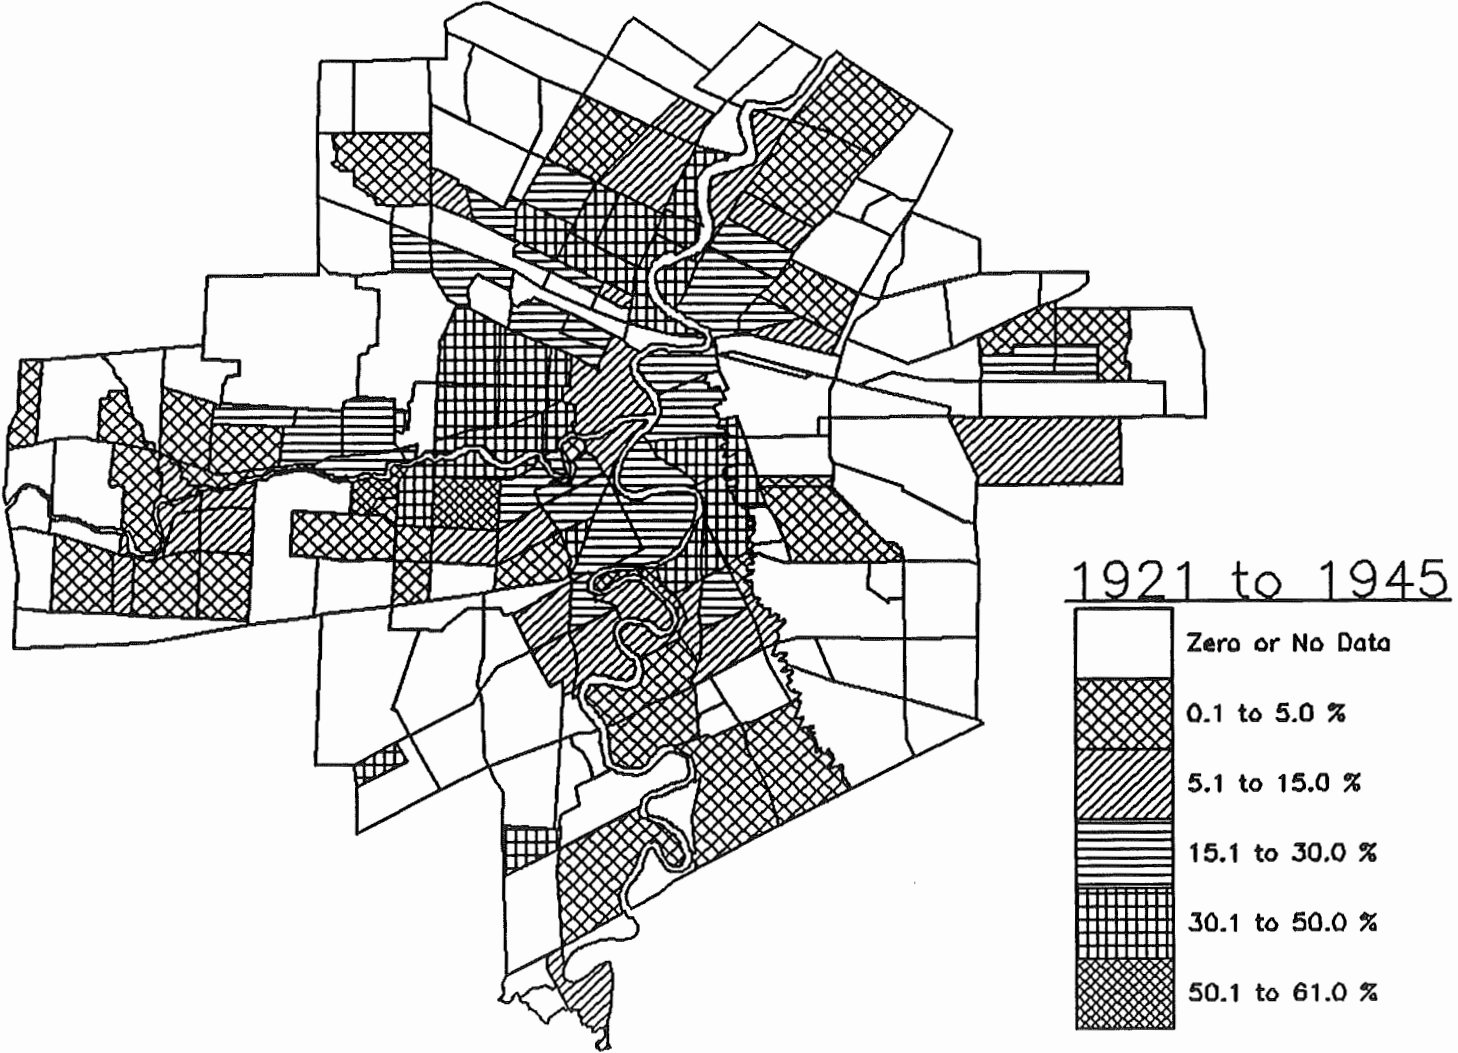 1921 to 1945
Zero or No Data
0.1 to 5.0 %
5.1 to 15.0 %
15.1 to 30.0 %
30.1 to 50.0 %
50.1 to 61.0 %